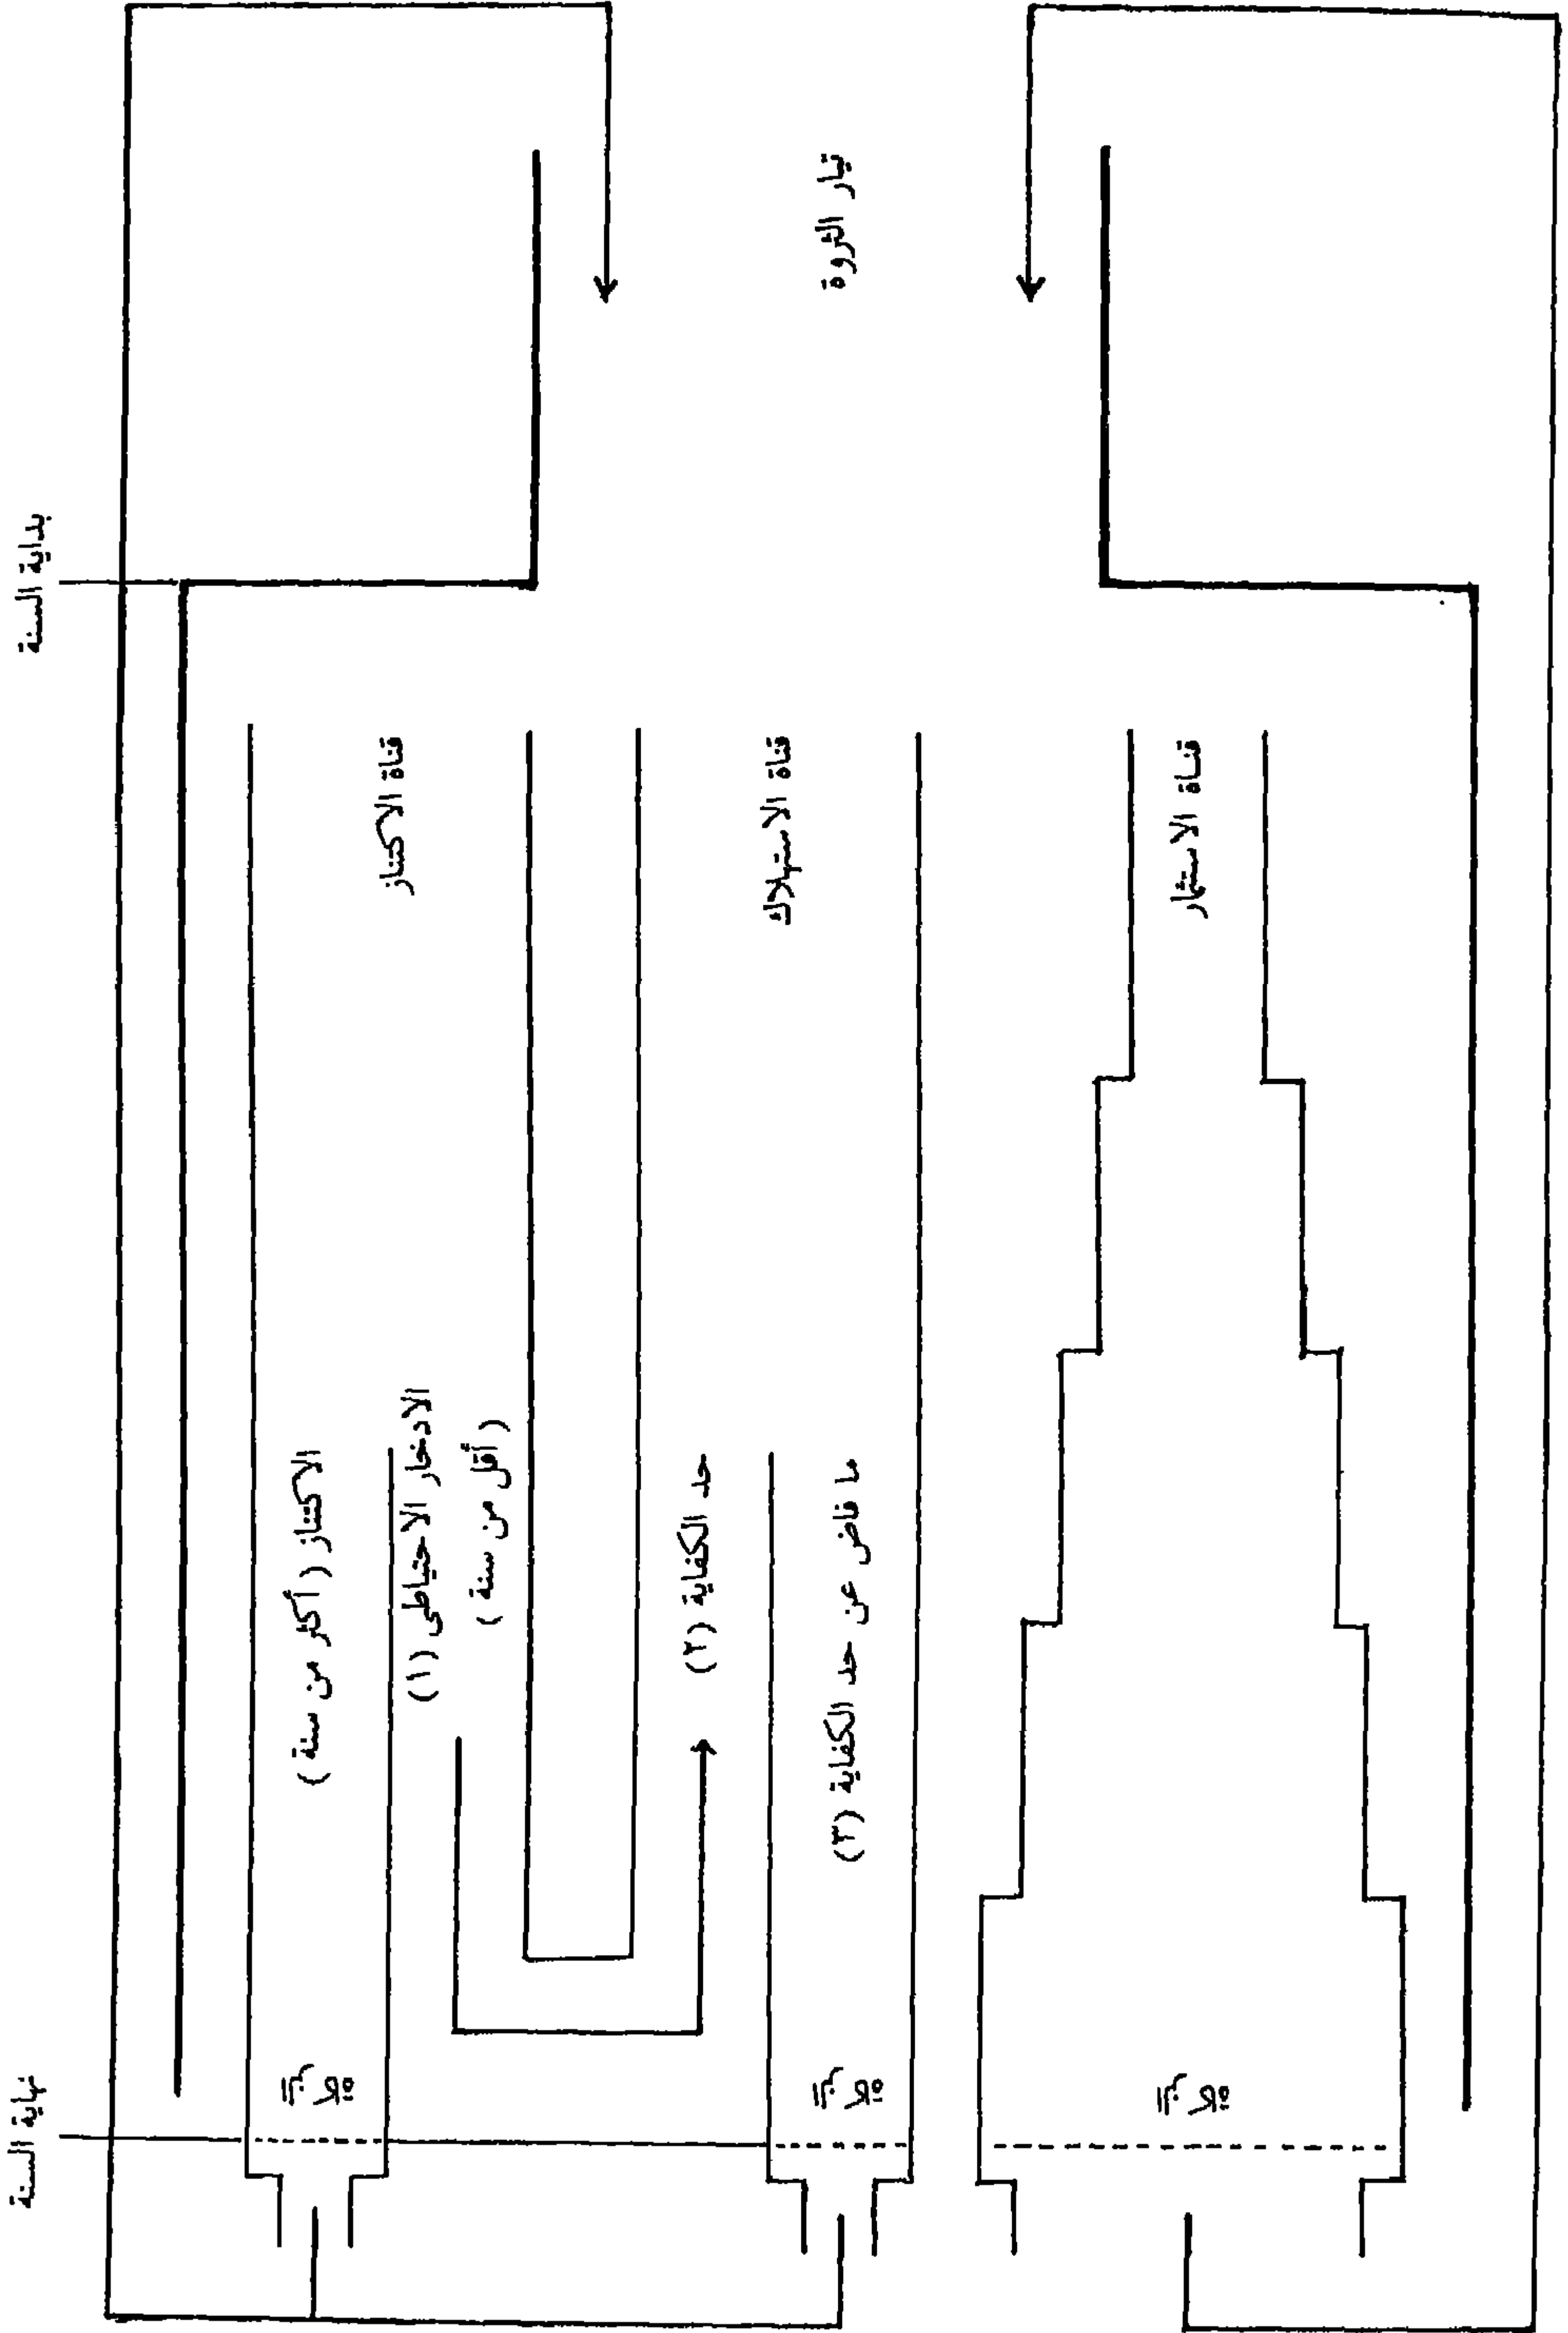 بداية السنة
نهاية السنة
تيار الثروة
قناة الاكتناز
الاكتناز (أكثر من سنة)
الادخار الاحتياطى (١)
(أقل من سنة)
قناة الاستهلاك
حد الكفاية (٢)
ما فاض عن حد الكفاية (٣)
قناة الاستثمار